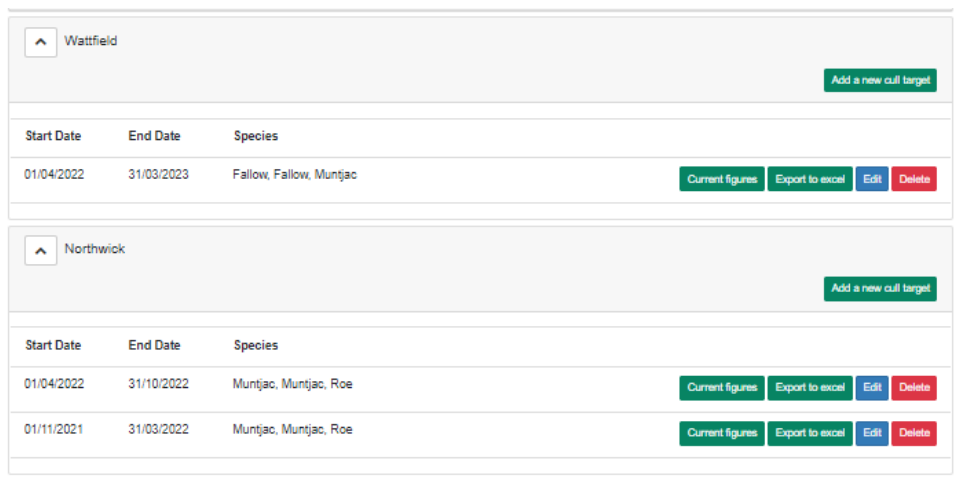 Wattfield
Add a new cull target
Start Date End Date Species
01/04/2022 31/03/2023 Fallow, Fallow, Muntjac Current figures Export to excel Edit Delete
Northwick
Add a new cull target
Start Date End Date Species
01/04/2022 31/10/2022 Muntjac, Muntjac, Roe Current figures Export to excel Edit Delete
01/11/2021 31/03/2022 Muntjac, Muntjac, Roe Current figures Export to excel Edit Delete